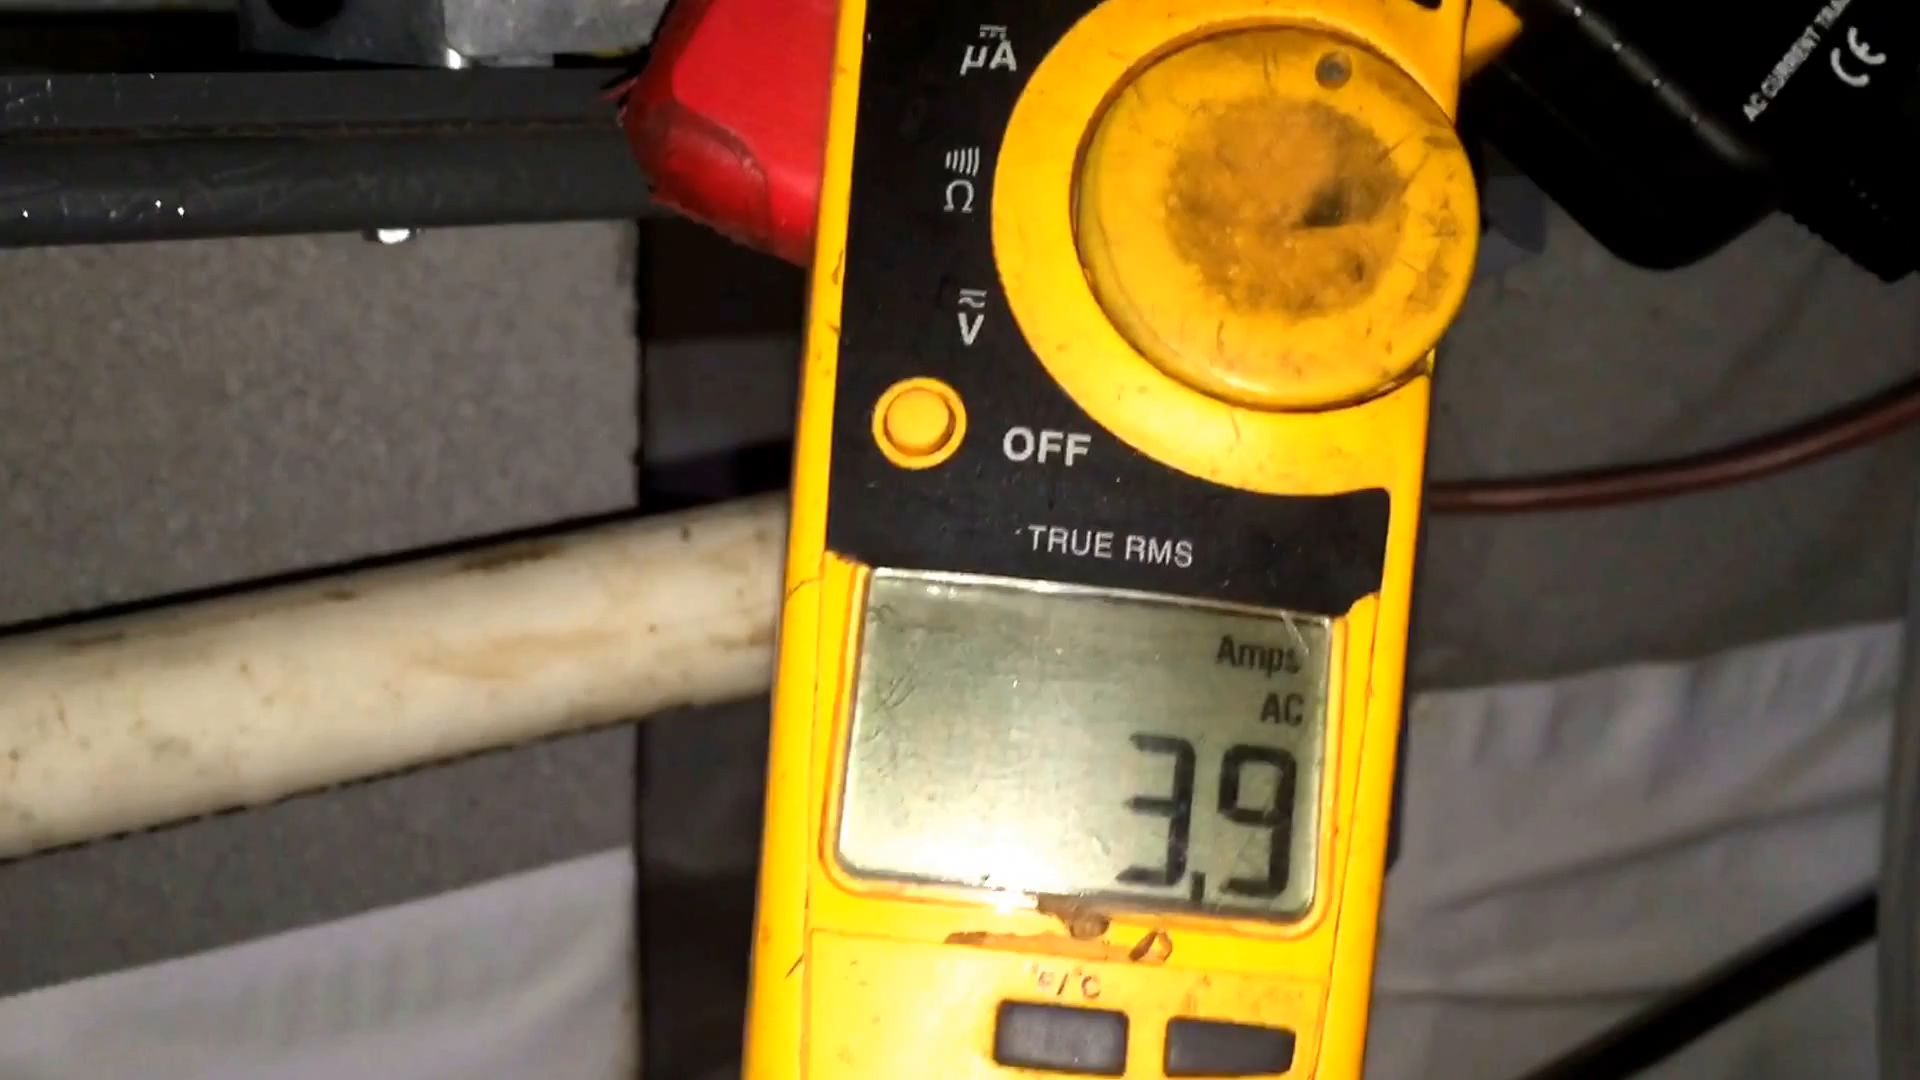 µA
Ω
V
OFF
TRUE RMS
Amps
AC
3.9
°F/°C
AC CURRENT
CE